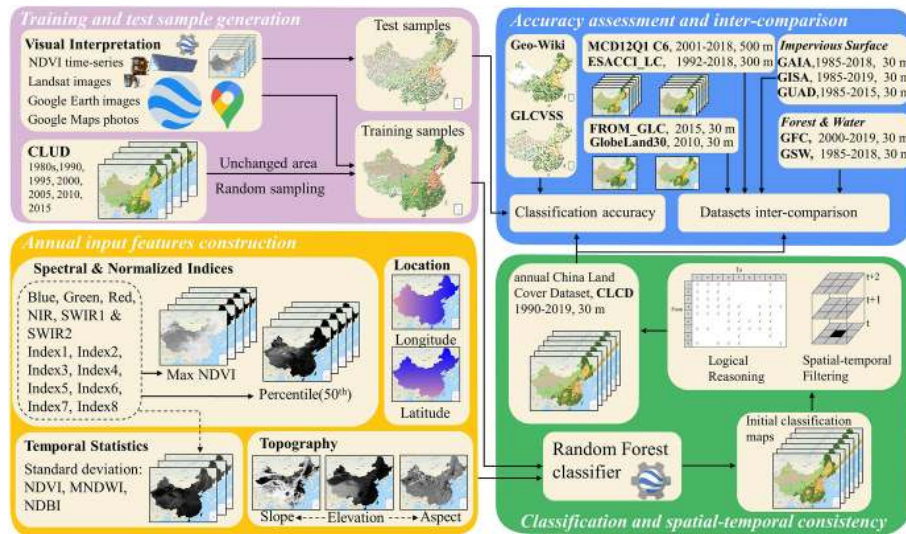 Training and test sample generation
Visual Interpretation
NDVI time-series
Landsat images
Google Earth images
Google Maps photos
Test samples
Training samples
CLUD
1980s,1990,
1995, 2000,
2005, 2010,
2015
Unchanged area
Random sampling
Accuracy assessment and inter-comparison
Geo-Wiki
GLCVSS
MCD12Q1 C6, 2001-2018, 500 m
ESACCI_LC, 1992-2018, 300 m
FROM_GLC, 2015, 30 m
GlobeLand30, 2010, 30 m
Impervious Surface
GAIA,1985-2018, 30 m
GISA,1985-2019, 30 m
GUAD,1985-2015, 30 m
Forest & Water
GFC, 2000-2019, 30 m
GSW, 1985-2018, 30 m
Classification accuracy
Datasets inter-comparison
Annual input features construction
Spectral & Normalized Indices
Blue, Green, Red,
NIR, SWIR1 &
SWIR2
Index1, Index2,
Index3, Index4,
Index5, Index6,
Index7, Index8
Max NDVI
Percentile(50th)
Location
Longitude
Latitude
Temporal Statistics
Standard deviation:
NDVI, MNDWI,
NDBI
Topography
Slope
Elevation
Aspect
annual China Land
Cover Dataset, CLCD
1990-2019, 30 m
To
From
Logical
Reasoning
t+2
t+1
t
Spatial-temporal
Filtering
Random Forest
classifier
Initial classification
maps
Classification and spatial-temporal consistency